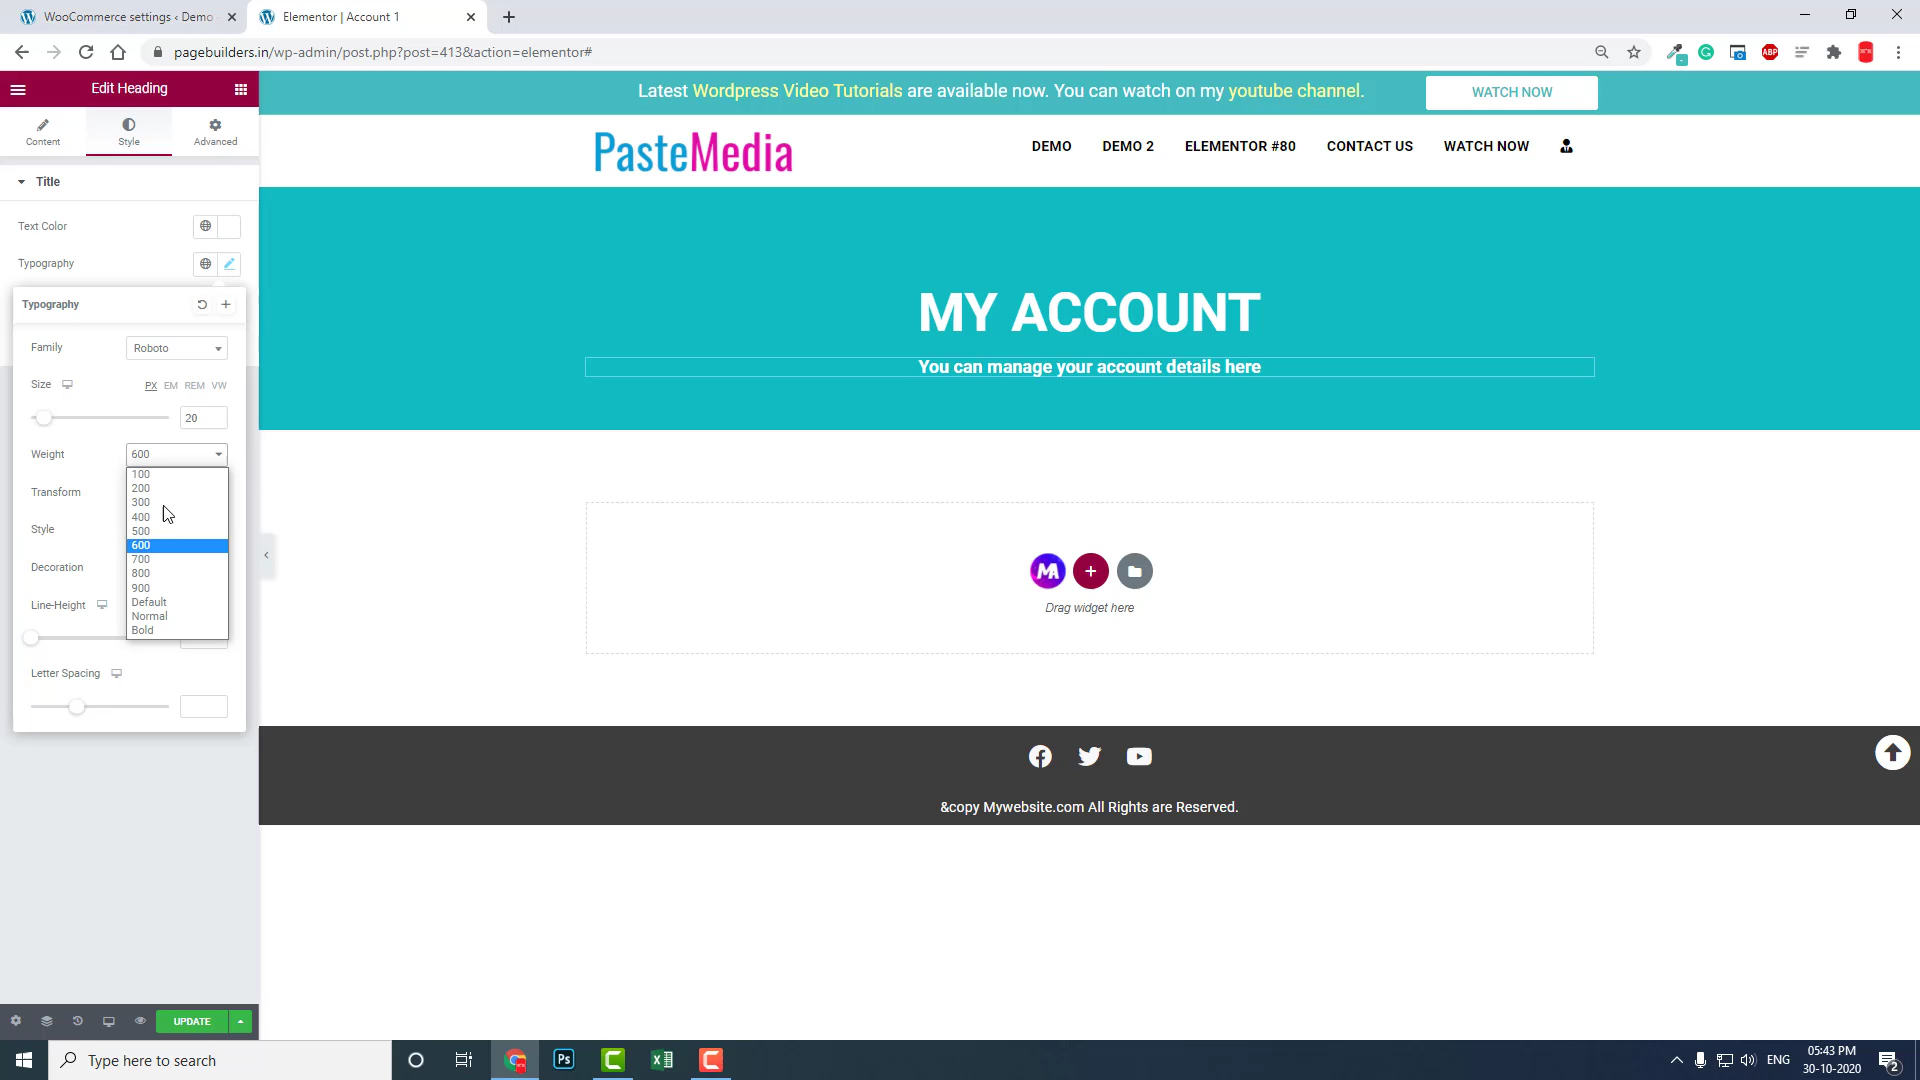 WooCommerce settings ‹ Demo
Elementor | Account 1
pagebuilders.in/wp-admin/post.php?post=413&action=elementor#
ABP
Edit Heading
Content
Style
Advanced
Title
Text Color
Typography
Typography
Family
Roboto
Size
PX EM REM VW
20
Weight
600
100
200
300
400
500
600
700
800
900
Default
Normal
Bold
Transform
Style
Decoration
Line-Height
Letter Spacing
UPDATE
Latest Wordpress Video Tutorials are available now. You can watch on my youtube channel.
WATCH NOW
PasteMedia
DEMO
DEMO 2
ELEMENTOR #80
CONTACT US
WATCH NOW
MY ACCOUNT
You can manage your account details here
Drag widget here
&copy Mywebsite.com All Rights are Reserved.
Type here to search
Ps
ENG
05:43 PM
30-10-2020
2